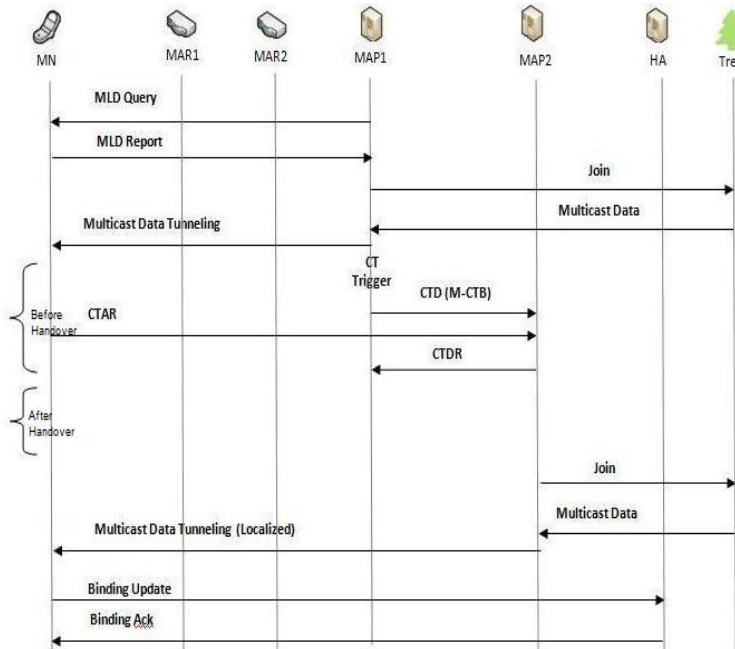 MN
MAR1
MAR2
MAP1
MAP2
HA
Tre
MLD Query
MLD Report
Join
Multicast Data
Multicast Data Tunneling
CT
Trigger
CTD (M-CTB)
Before
Handover
CTAR
CTDR
After
Handover
Join
Multicast Data
Multicast Data Tunneling (Localized)
Binding Update
Binding Ack